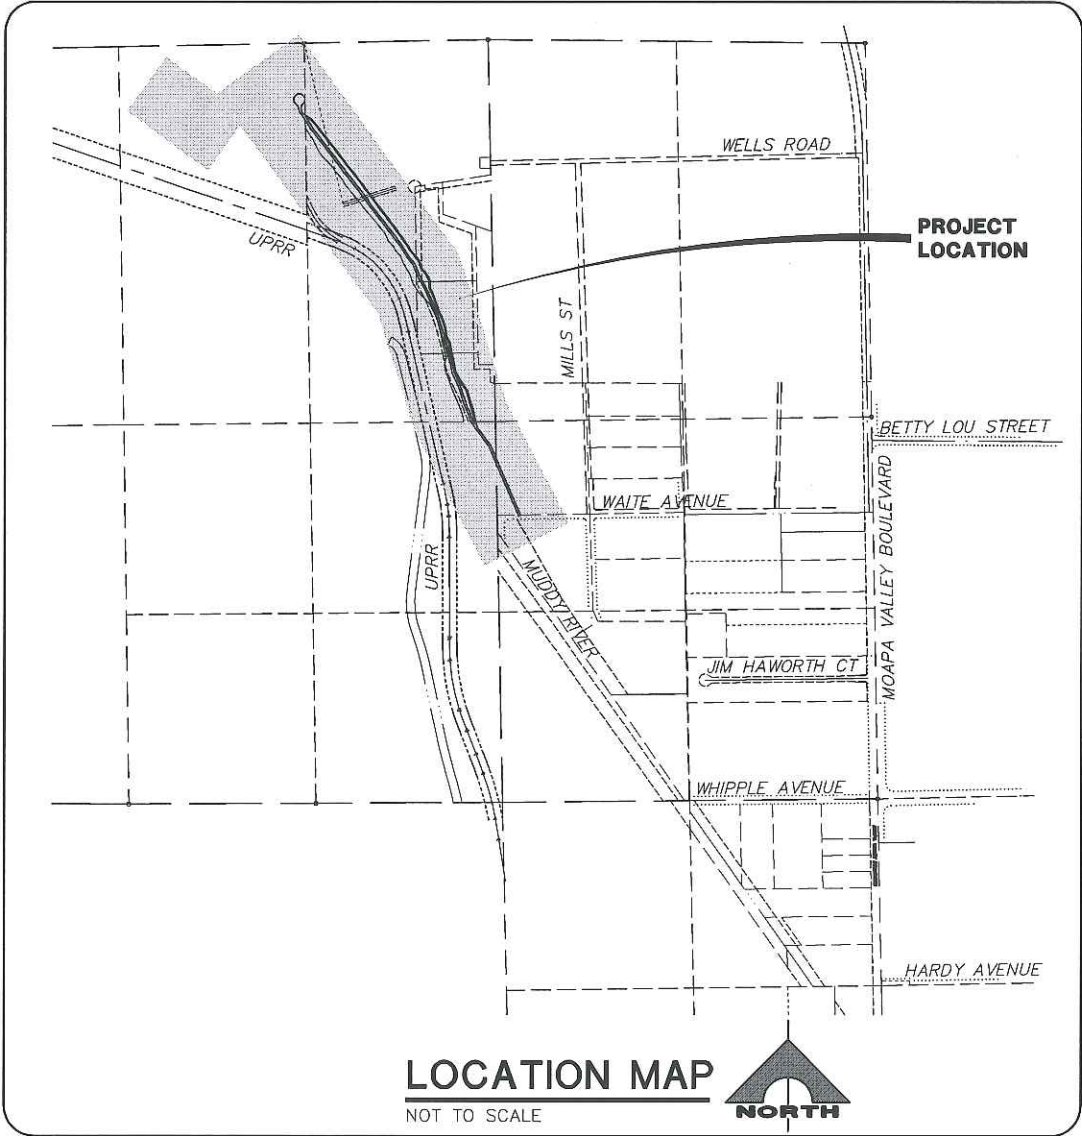 WELLS ROAD
PROJECT
LOCATION
UPRR
MILLS ST
BETTY LOU STREET
MOAPA VALLEY BOULEVARD
WAITE AVENUE
UPRR
MUDDY RIVER
JIM HAWORTH CT
WHIPPLE AVENUE
HARDY AVENUE
LOCATION MAP
NOT TO SCALE
NORTH